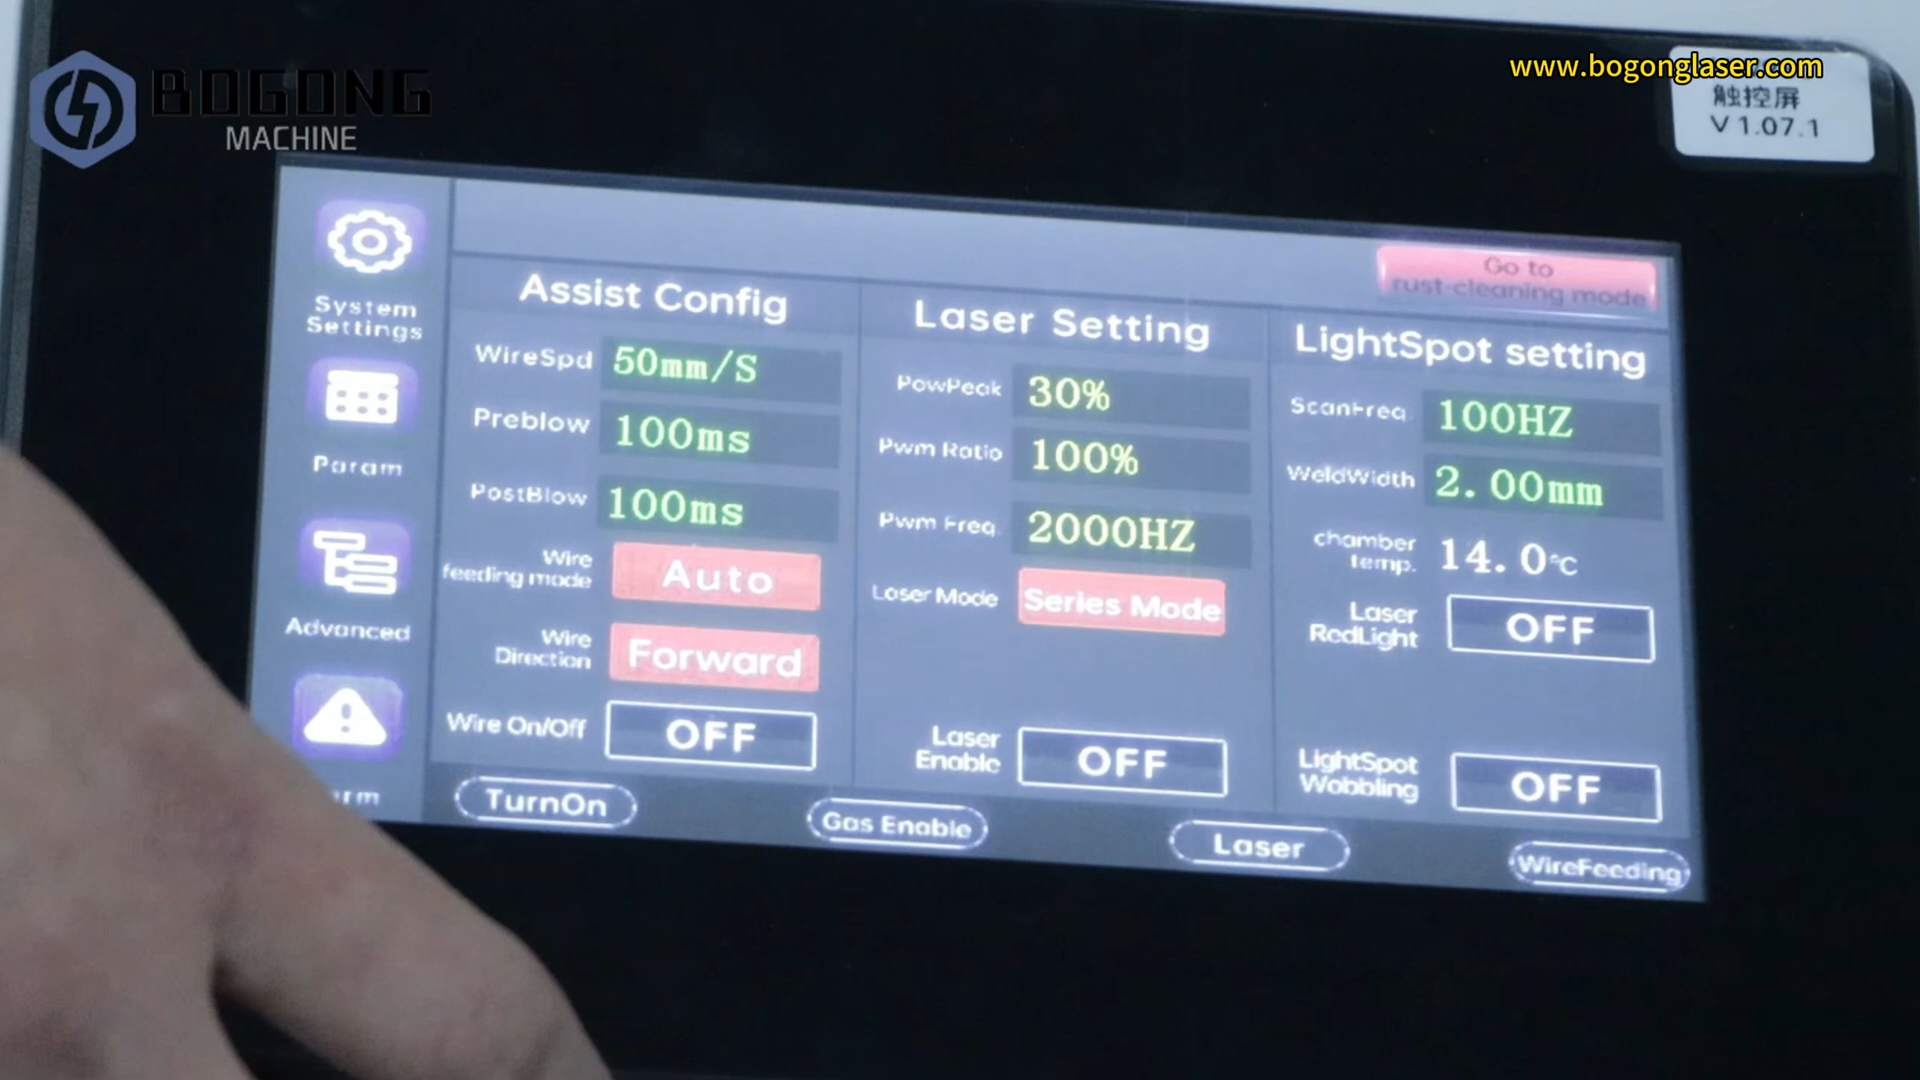 BOGONG
MACHINE
www.bogonglaser.com
触控屏
V 1.07.1
Go to
rust-cleaning mode
System
Settings
Param
Advanced
Assist Config
WireSpd 50mm/S
Preblow 100ms
PostBlow 100ms
Wire
feeding mode Auto
Wire
Direction Forward
Wire On/Off OFF
Laser Setting
PowPeak 30%
Pwm Ratio 100%
Pwm Freq. 2000HZ
Laser Mode Series Mode
Laser
Enable OFF
LightSpot setting
ScanFreq. 100HZ
WeldWidth 2.00mm
chamber
temp. 14.0℃
Laser
RedLight OFF
LightSpot
Wobbling OFF
TurnOn
Gas Enable
Laser
WireFeeding